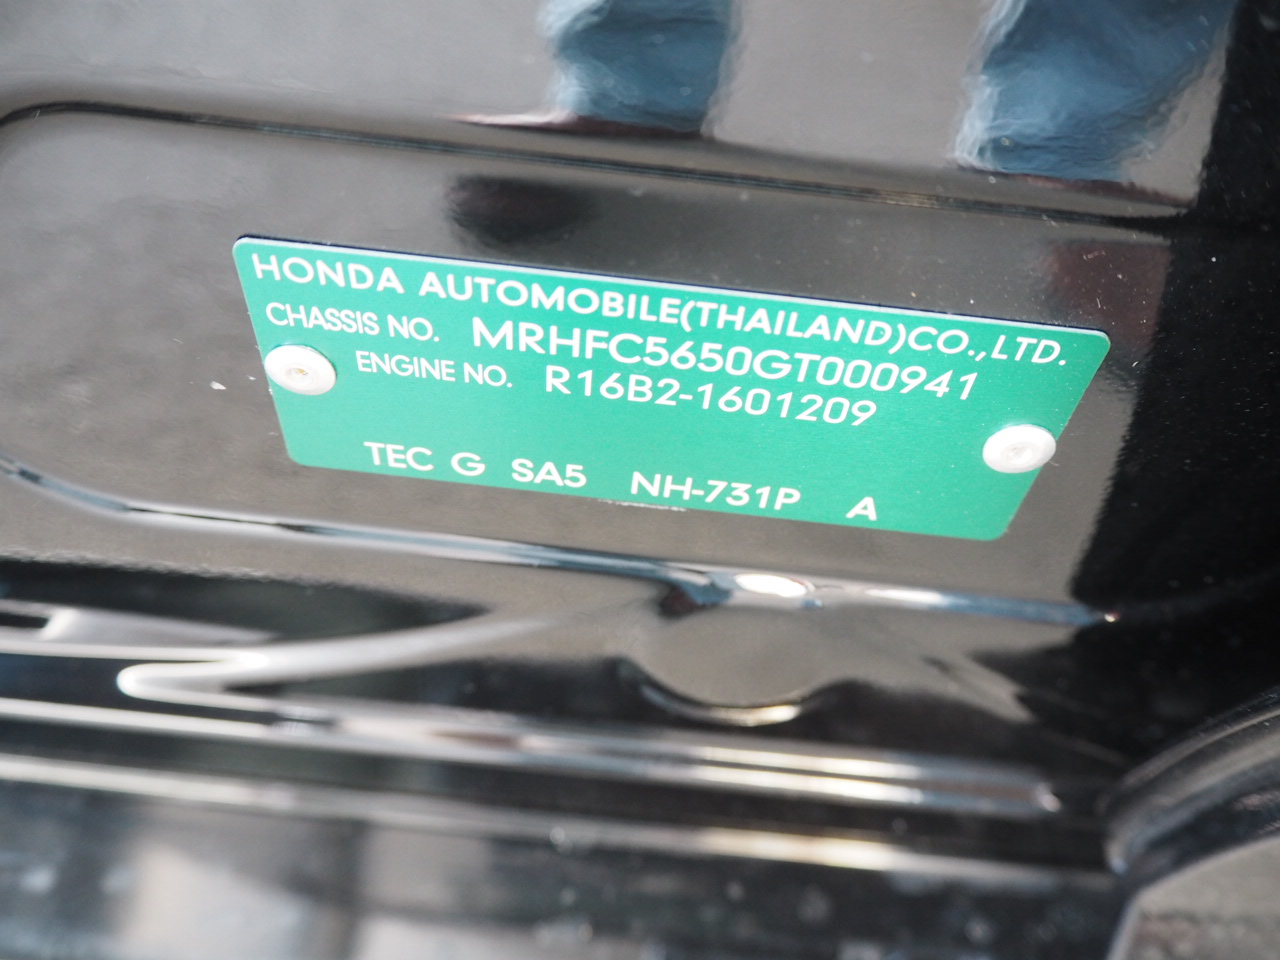 HONDA AUTOMOBILE(THAILAND)CO.,LTD.
CHASSIS NO. MRHFC5650GT000941
ENGINE NO. R16B2-1601209
TEC G SA5 NH-731P A